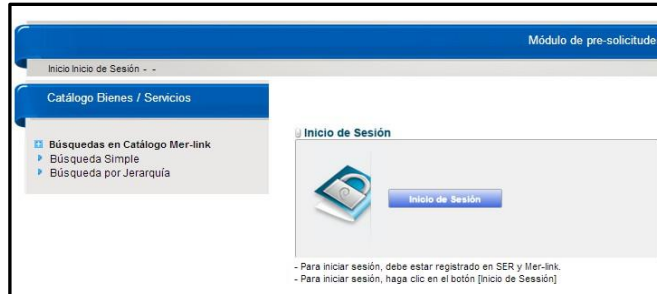 Módulo de pre-solicitude
Inicio Inicio de Sesión - -
Catálogo Bienes / Servicios
Búsquedas en Catálogo Mer-link
Búsqueda Simple
Búsqueda por Jerarquía
Inicio de Sesión
Inicio de Sesión
- Para iniciar sesión, debe estar registrado en SER y Mer-link.
- Para iniciar sesión, haga clic en el botón [Inicio de Sessión]